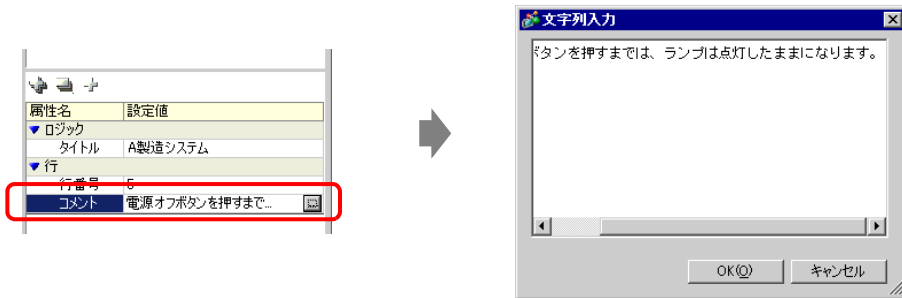 属性名 設定値
ロジック
タイトル A製造システム
行
行番号 5
コメント 電源オフボタンを押すまで...
文字列入力
タンを押すまでは、ランプは点灯したままになります。
OK(O) キャンセル